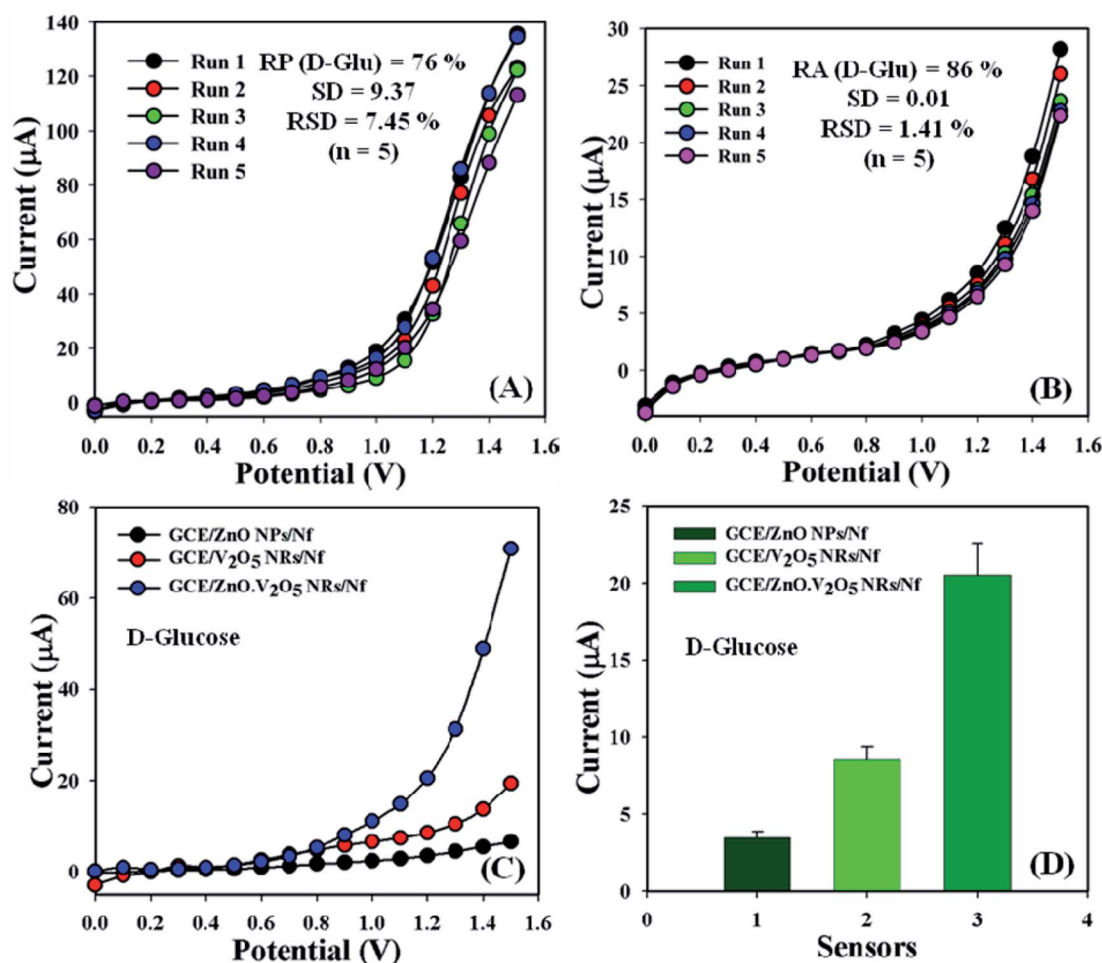 140
120
100
80
60
40
20
0
Current (μA)
Run 1
Run 2
Run 3
Run 4
Run 5
RP (D-Glu) = 76 %
SD = 9.37
RSD = 7.45 %
(n = 5)
(A)
0.0 0.2 0.4 0.6 0.8 1.0 1.2 1.4 1.6
Potential (V)
30
25
20
15
10
5
0
Current (μA)
Run 1
Run 2
Run 3
Run 4
Run 5
RA (D-Glu) = 86 %
SD = 0.01
RSD = 1.41 %
(n = 5)
(B)
0.0 0.2 0.4 0.6 0.8 1.0 1.2 1.4 1.6
Potential (V)
80
60
40
20
0
Current (μA)
GCE/ZnO NPs/Nf
GCE/V₂O₅ NRs/Nf
GCE/ZnO.V₂O₅ NRs/Nf
D-Glucose
(C)
0.0 0.2 0.4 0.6 0.8 1.0 1.2 1.4 1.6
Potential (V)
25
20
15
10
5
0
Current (μA)
GCE/ZnO NPs/Nf
GCE/V₂O₅ NRs/Nf
GCE/ZnO.V₂O₅ NRs/Nf
D-Glucose
(D)
0 1 2 3 4
Sensors